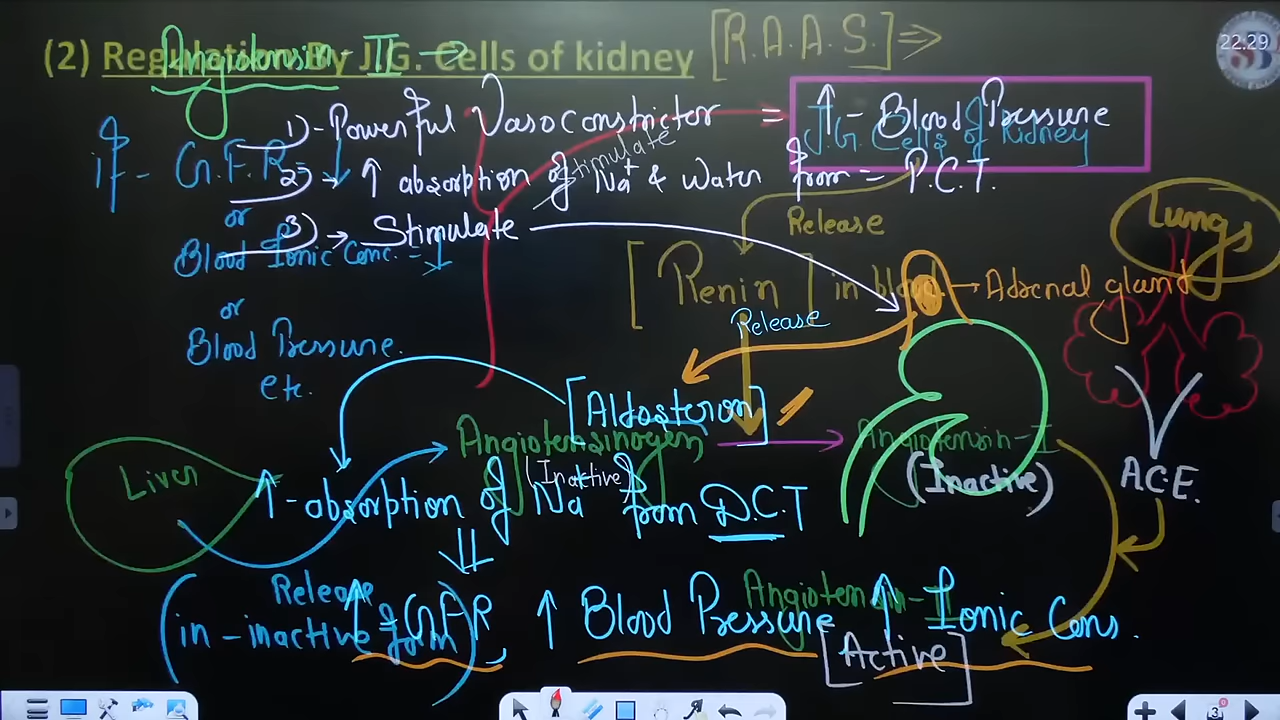 (2) Regulation By J.G. Cells of kidney [R.A.A.S.] ⇒
22.29
Angiotensin-II →
1)- Powerful Vasoconstrictor = ↑- Blood Pressure
J.G. Cells of kidney
if - G.F.R ↓
2) → ↑ absorption of Na+ & Water from - P.C.T.
Stimulate
or
3) → Stimulate
Release
Lungs
Blood Ionic Conc. - ↓
[Renin] in blood
→ Adrenal gland
or
Release
Blood Pressure.
etc.
[Aldosteron]
Angiotensinogen
(Inactive)
Angiotensin-I
(Inactive)
A.C.E.
Liver
↑- absorption of Na+ from D.C.T
Release
in-inactive form
Angiotensin-II
[Active]
↑ GFR ↑ Blood Pressure ↑ Ionic Cons.
3